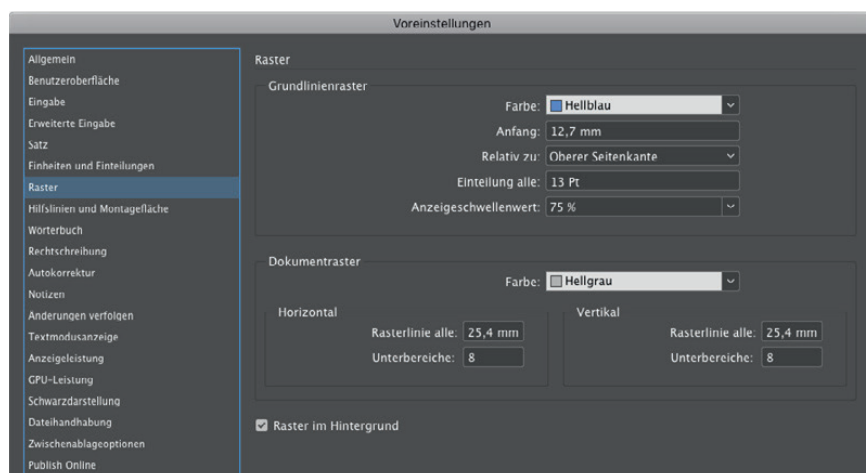 Voreinstellungen
Allgemein
Benutzeroberfläche
Eingabe
Erweiterte Eingabe
Satz
Einheiten und Einteilungen
Raster
Hilfslinien und Montagefläche
Wörterbuch
Rechtschreibung
Autokorrektur
Notizen
Änderungen verfolgen
Textmodusanzeige
Anzeigeleistung
GPU-Leistung
Schwarzdarstellung
Dateihandhabung
Zwischenablageoptionen
Publish Online
Raster
Grundlinienraster
Farbe: Hellblau
Anfang: 12,7 mm
Relativ zu: Oberer Seitenkante
Einteilung alle: 13 Pt
Anzeigeschwellenwert: 75 %
Dokumentraster
Farbe: Hellgrau
Horizontal
Rasterlinie alle: 25,4 mm
Unterbereiche: 8
Vertikal
Rasterlinie alle: 25,4 mm
Unterbereiche: 8
Raster im Hintergrund